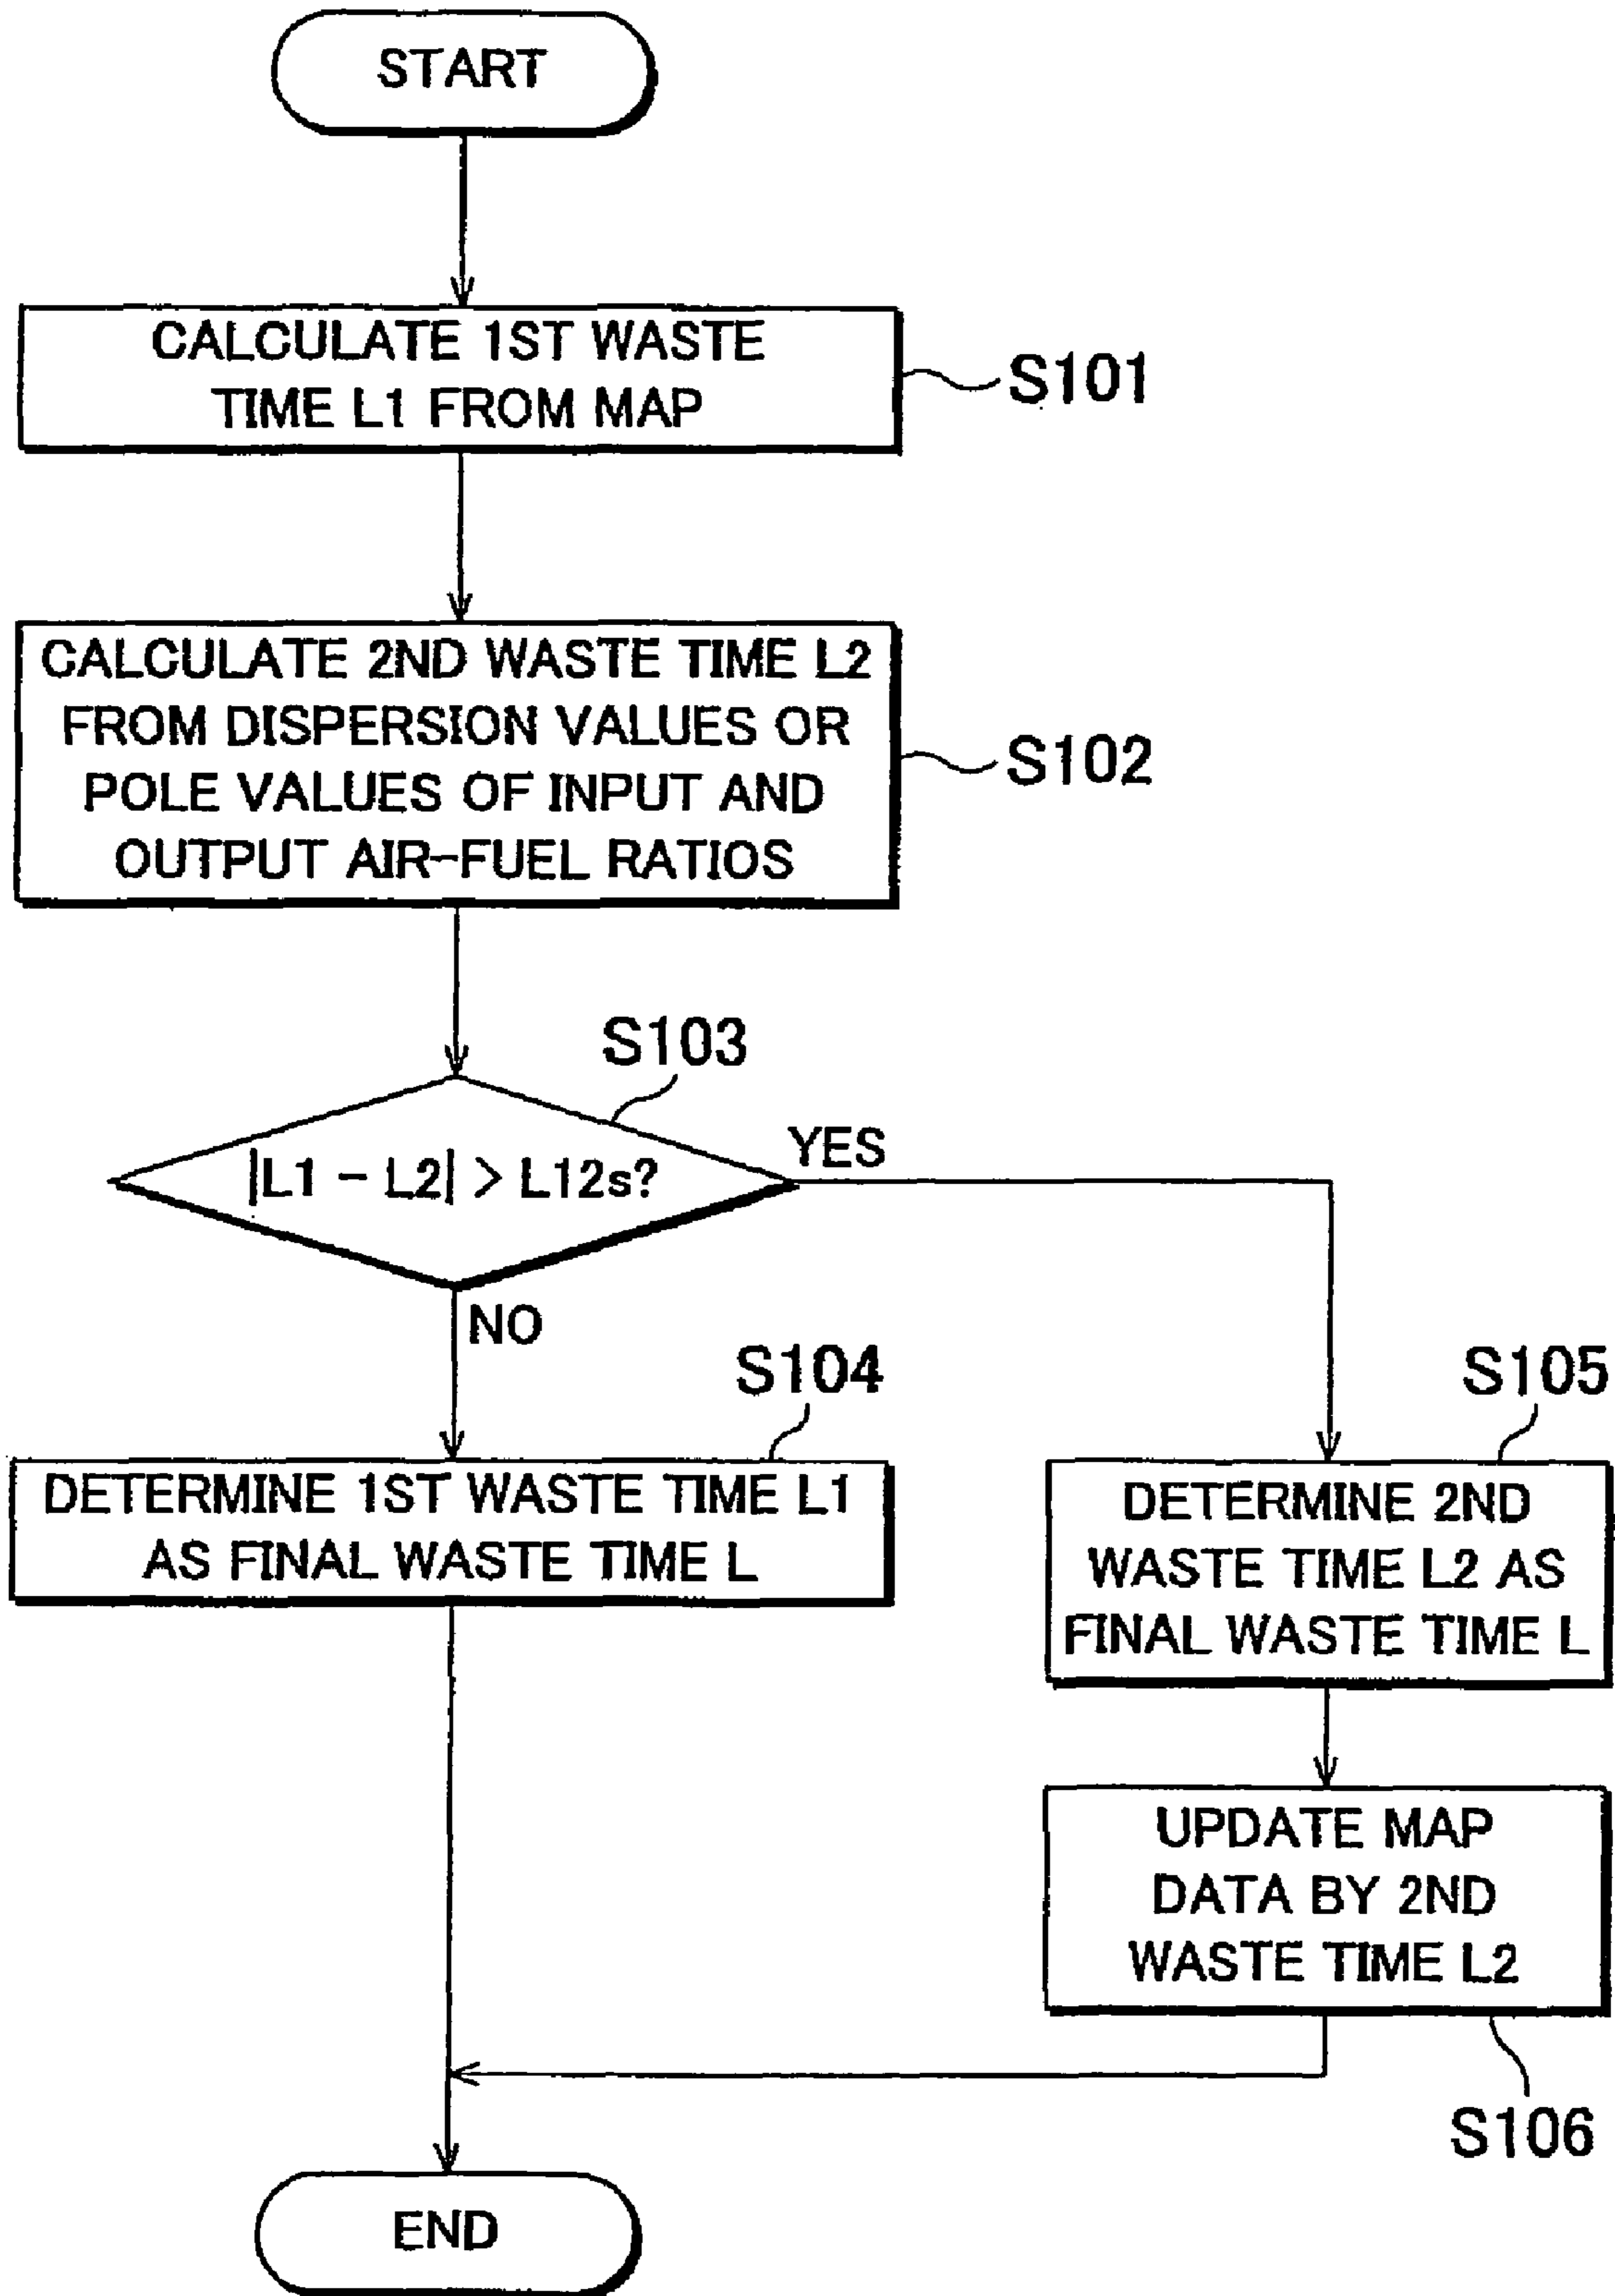 START
CALCULATE 1ST WASTE
TIME L1 FROM MAP
S101
CALCULATE 2ND WASTE TIME L2
FROM DISPERSION VALUES OR
POLE VALUES OF INPUT AND
OUTPUT AIR-FUEL RATIOS
S102
S103
|L1 - L2| > L12s?
YES
NO
S104
DETERMINE 1ST WASTE TIME L1
AS FINAL WASTE TIME L
S105
DETERMINE 2ND
WASTE TIME L2 AS
FINAL WASTE TIME L
UPDATE MAP
DATA BY 2ND
WASTE TIME L2
S106
END